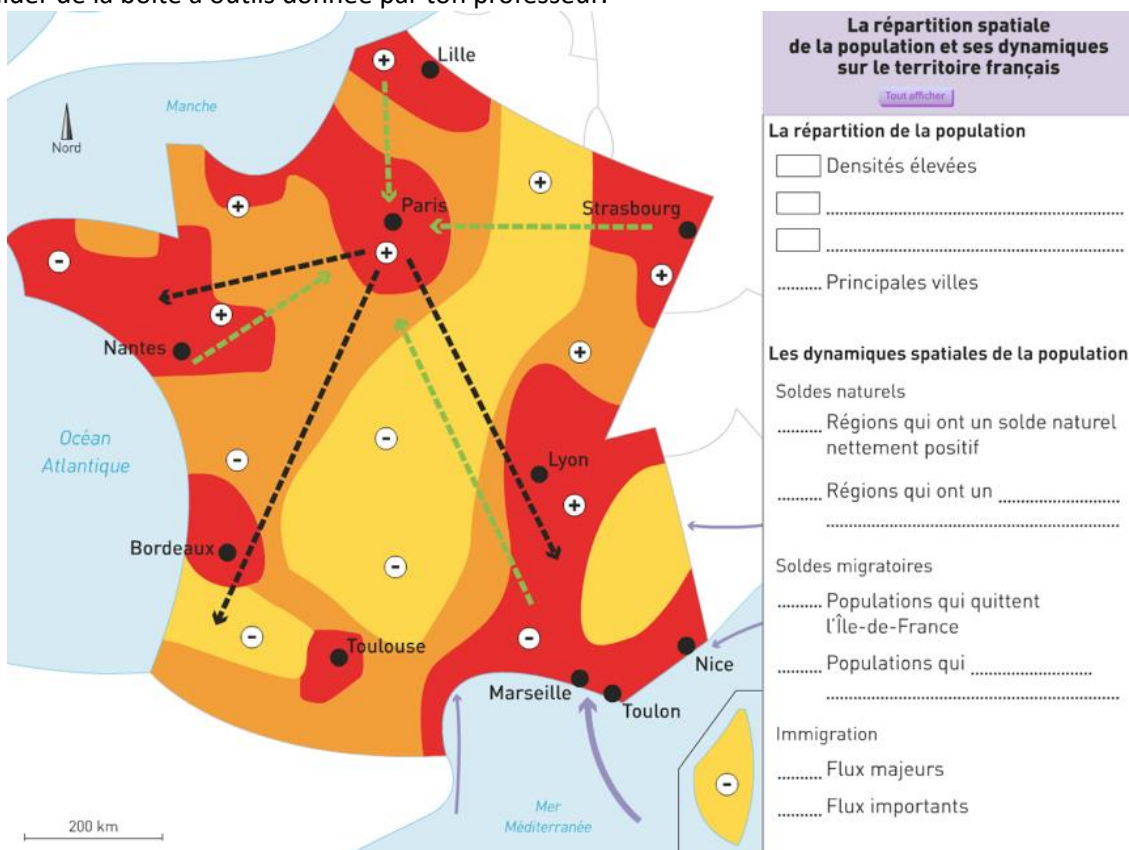 Lille
Manche
Nord
Paris
Strasbourg
Nantes
Océan
Atlantique
Lyon
Bordeaux
Toulouse
Nice
Marseille
Toulon
Mer
Méditerranée
200 km
+
+
+
+
+
+
+
+
-
-
-
-
-
-
-
La répartition spatiale
de la population et ses dynamiques
sur le territoire français
Tout afficher
La répartition de la population
Densités élevées
..............................
..............................
.......... Principales villes
Les dynamiques spatiales de la population
Soldes naturels
.......... Régions qui ont un solde naturel
nettement positif
.......... Régions qui ont un ....................
..............................
Soldes migratoires
.......... Populations qui quittent
l'Île-de-France
.......... Populations qui ....................
..............................
Immigration
.......... Flux majeurs
.......... Flux importants